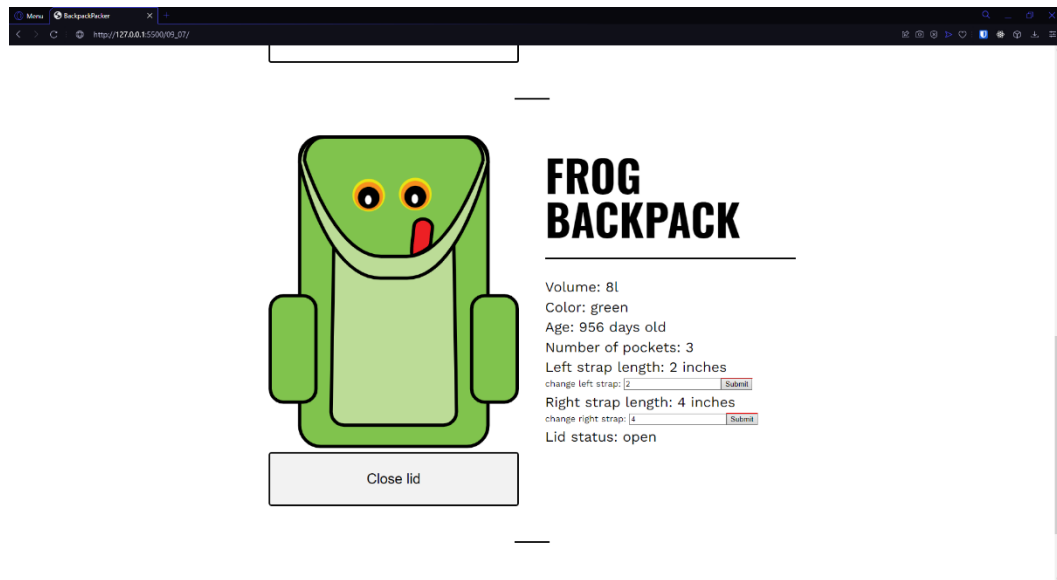 Menu
BackpackPacker
http://127.0.0.1:5500/09_07/
FROG
BACKPACK
Volume: 8l
Color: green
Age: 956 days old
Number of pockets: 3
Left strap length: 2 inches
change left strap: 2 Submit
Right strap length: 4 inches
change right strap: 4 Submit
Lid status: open
Close lid